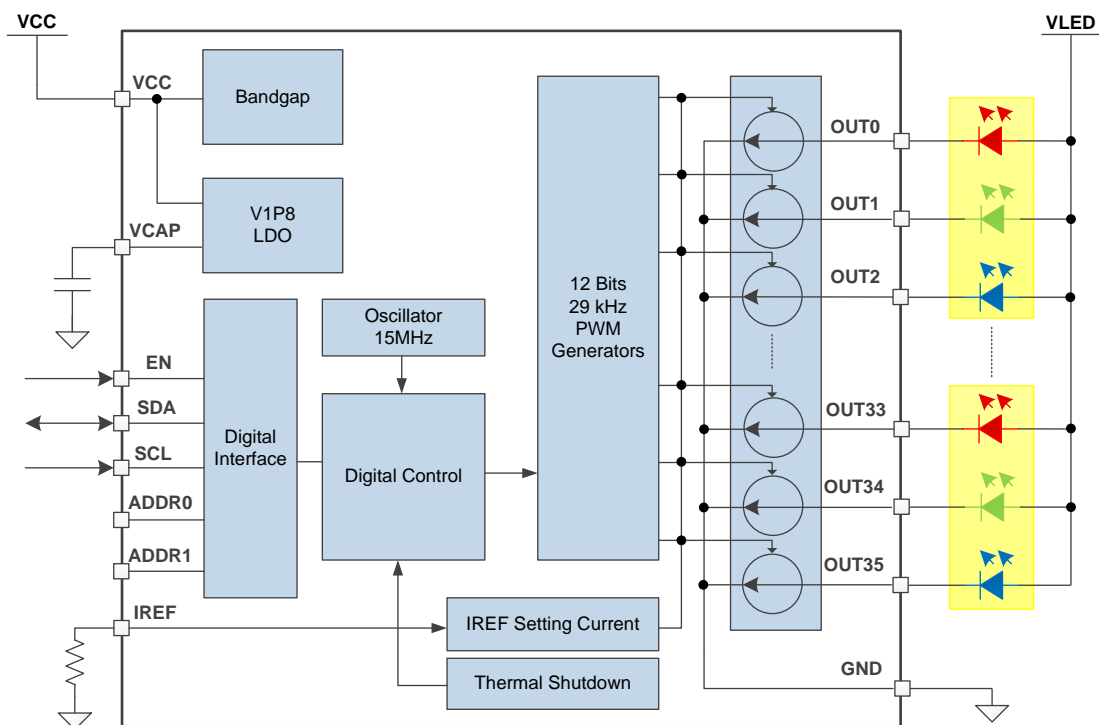 VCC
VLED
VCC
Bandgap
OUT0
V1P8
LDO
OUT1
VCAP
OUT2
12 Bits
29 kHz
PWM
Generators
Oscillator
15MHz
EN
SDA
OUT33
Digital
Interface
SCL
Digital Control
OUT34
ADDR0
ADDR1
OUT35
IREF
IREF Setting Current
GND
Thermal Shutdown